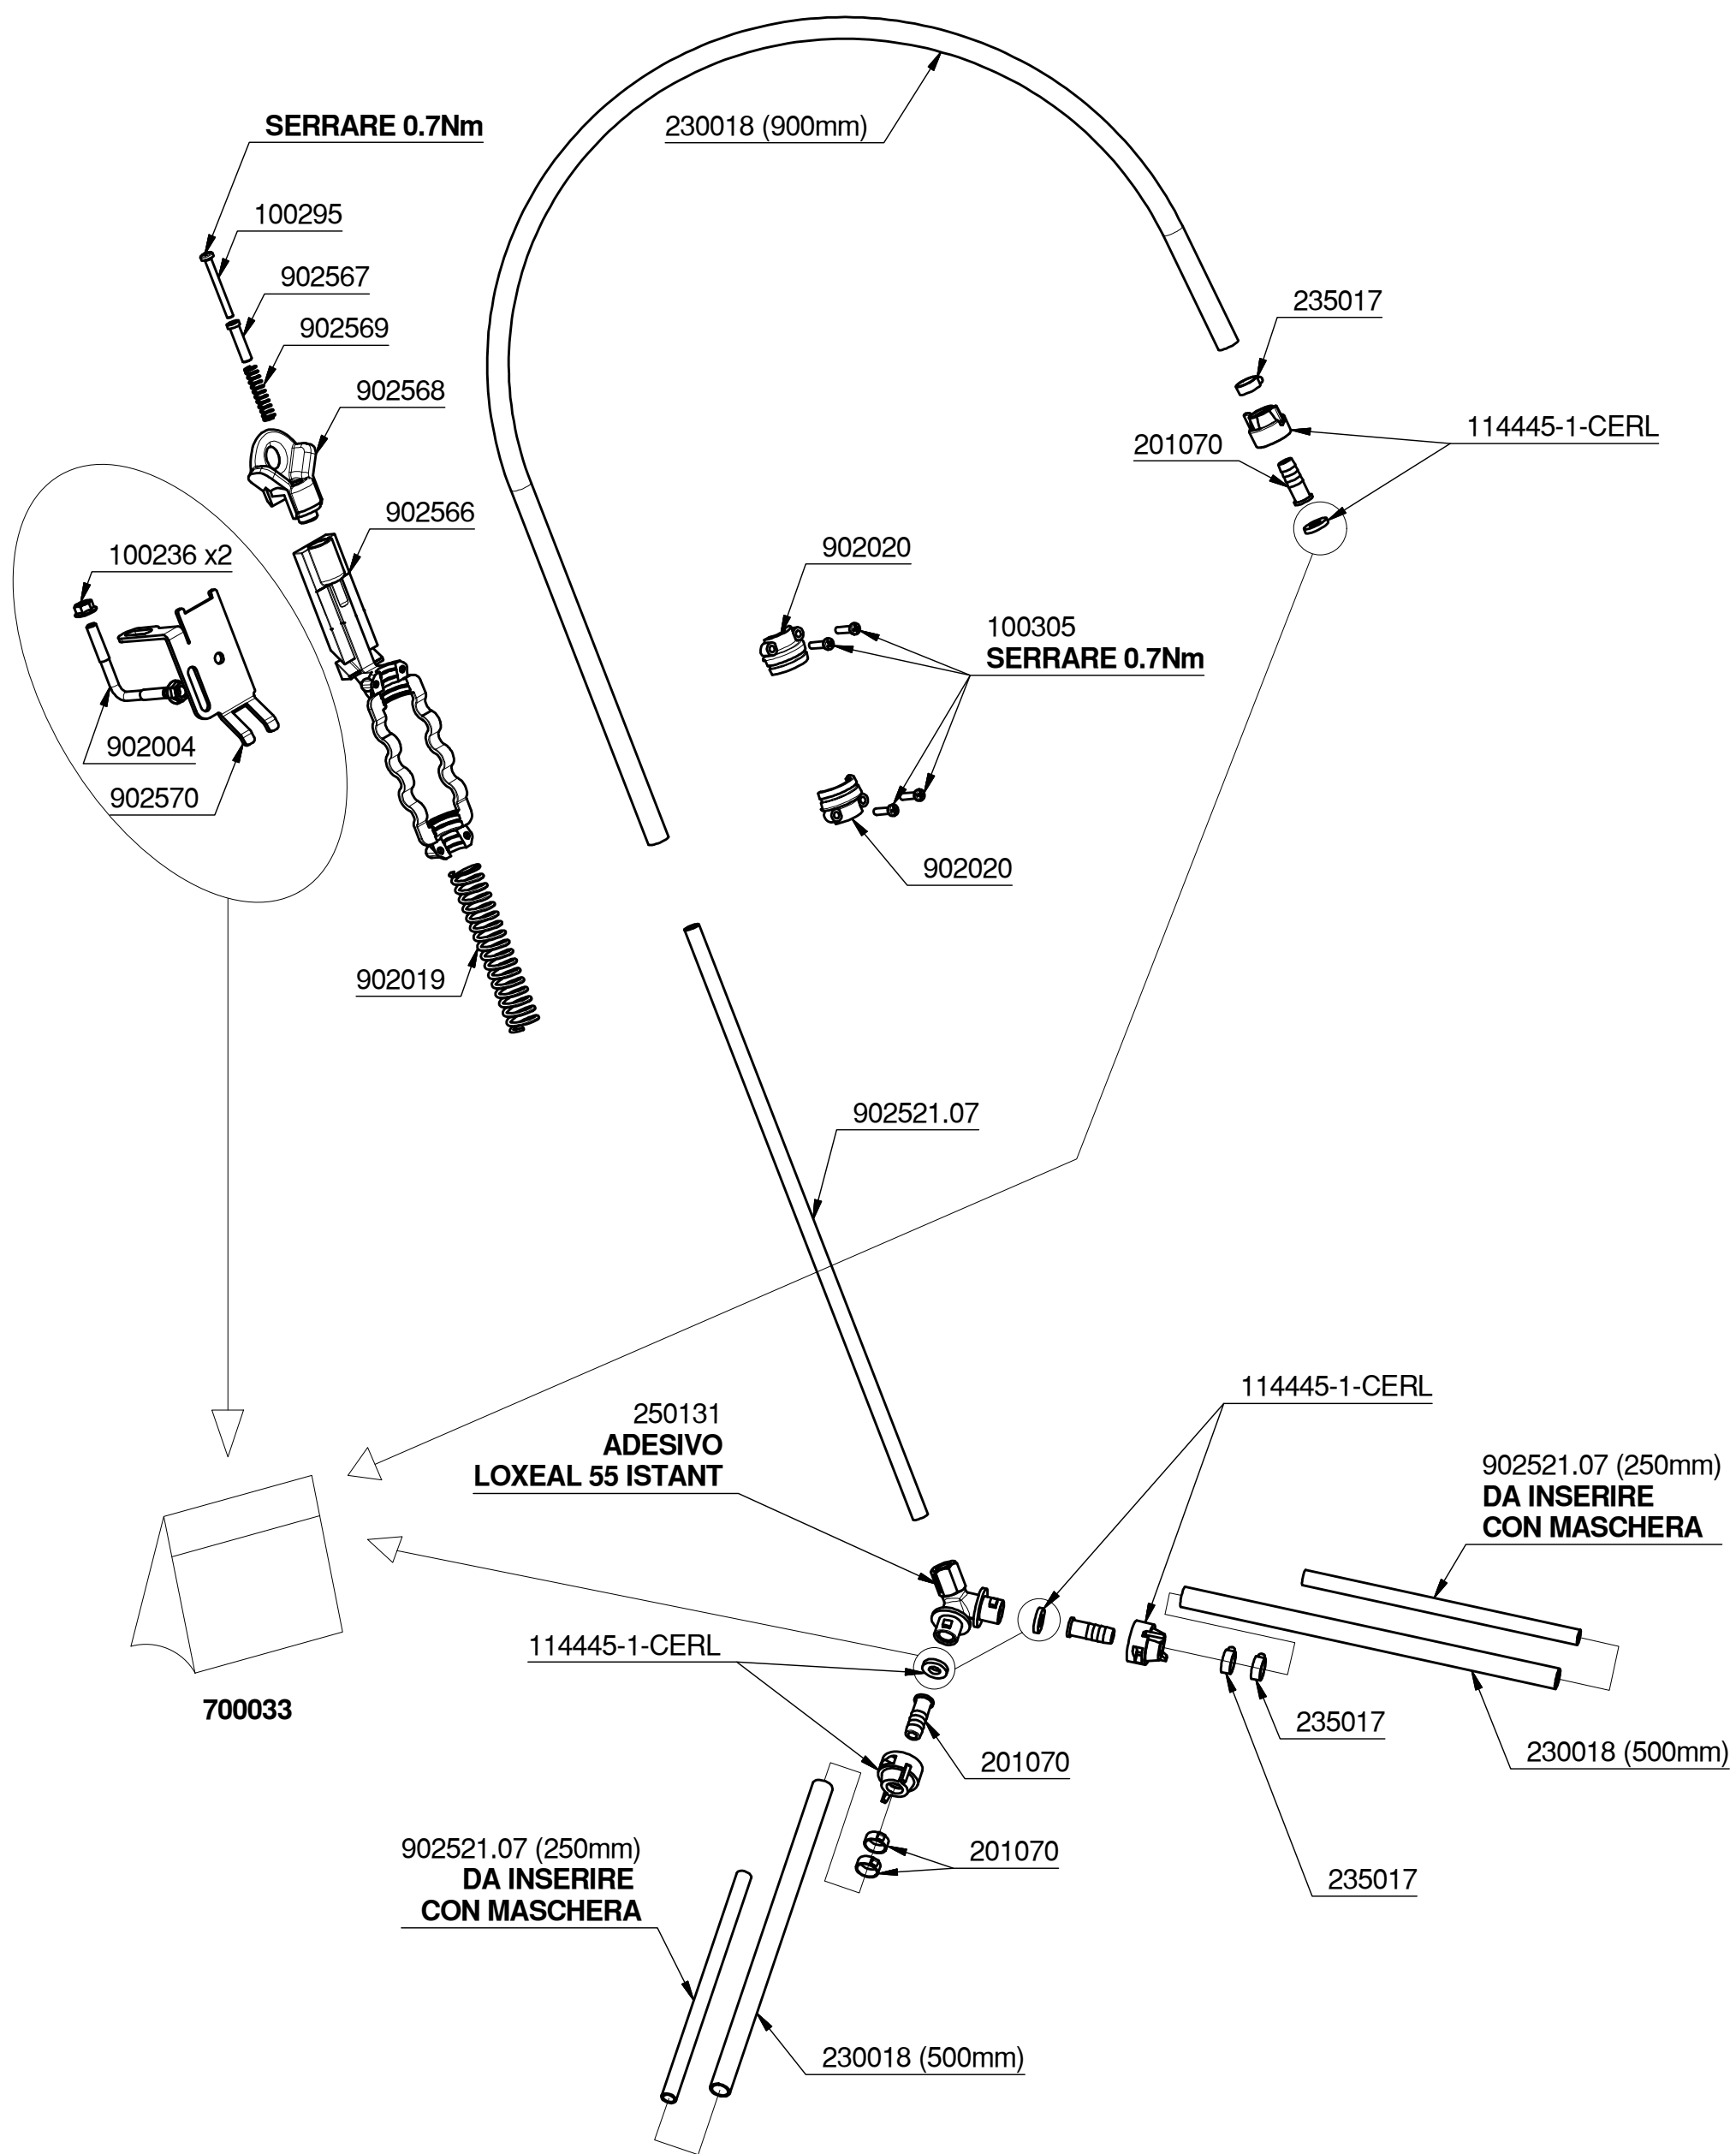 230018 (900mm)
SERRARE 0.7Nm
100295
902567
902569
902568
902566
100236 x2
902004
902570
902019
235017
114445-1-CERL
201070
902020
100305
SERRARE 0.7Nm
902020
902521.07
250131
ADESIVO
LOXEAL 55 ISTANT
114445-1-CERL
902521.07 (250mm)
DA INSERIRE
CON MASCHERA
700033
114445-1-CERL
235017
230018 (500mm)
201070
902521.07 (250mm)
DA INSERIRE
CON MASCHERA
201070
235017
230018 (500mm)